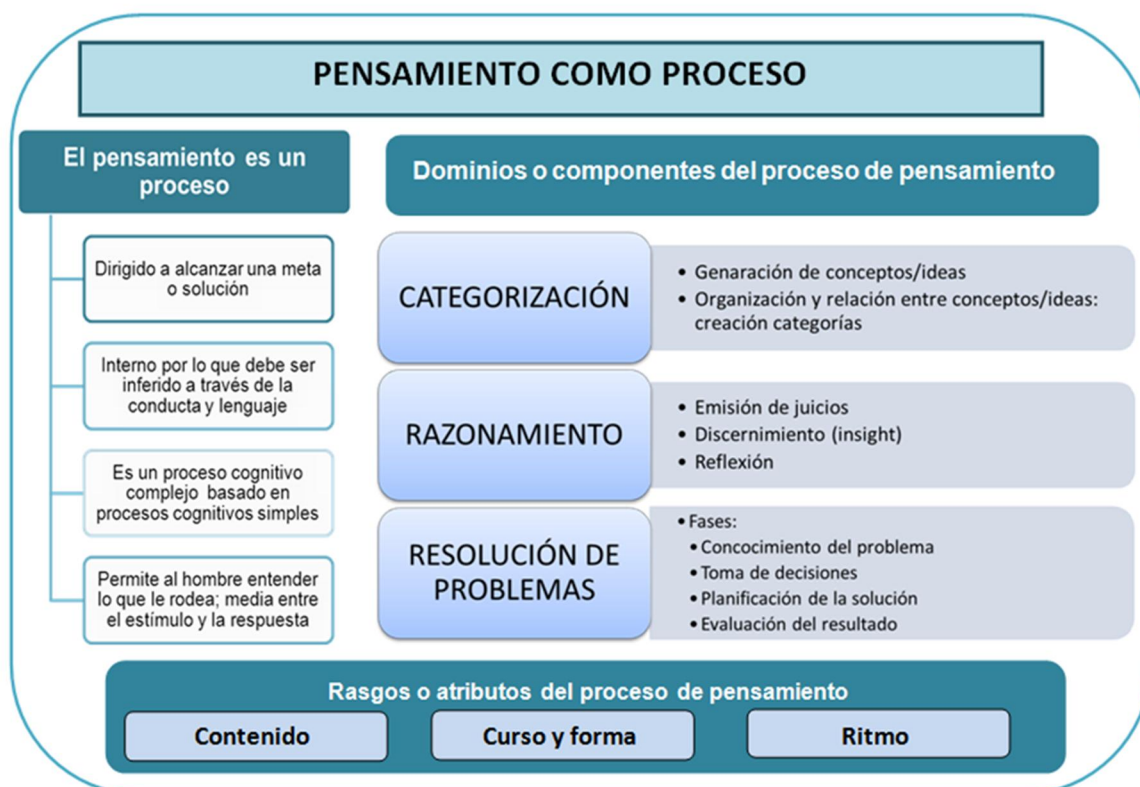 PENSAMIENTO COMO PROCESO
El pensamiento es un
proceso
Dirigido a alcanzar una meta
o solución
Interno por lo que debe ser
inferido a través de la
conducta y lenguaje
Es un proceso cognitivo
complejo basado en
procesos cognitivos simples
Permite al hombre entender
lo que le rodea; media entre
el estímulo y la respuesta
Dominios o componentes del proceso de pensamiento
CATEGORIZACIÓN
• Genaración de conceptos/ideas
• Organización y relación entre conceptos/ideas:
creación categorías
RAZONAMIENTO
• Emisión de juicios
• Discernimiento (insight)
• Reflexión
RESOLUCIÓN DE
PROBLEMAS
• Fases:
• Concocimiento del problema
• Toma de decisiones
• Planificación de la solución
• Evaluación del resultado
Rasgos o atributos del proceso de pensamiento
Contenido
Curso y forma
Ritmo